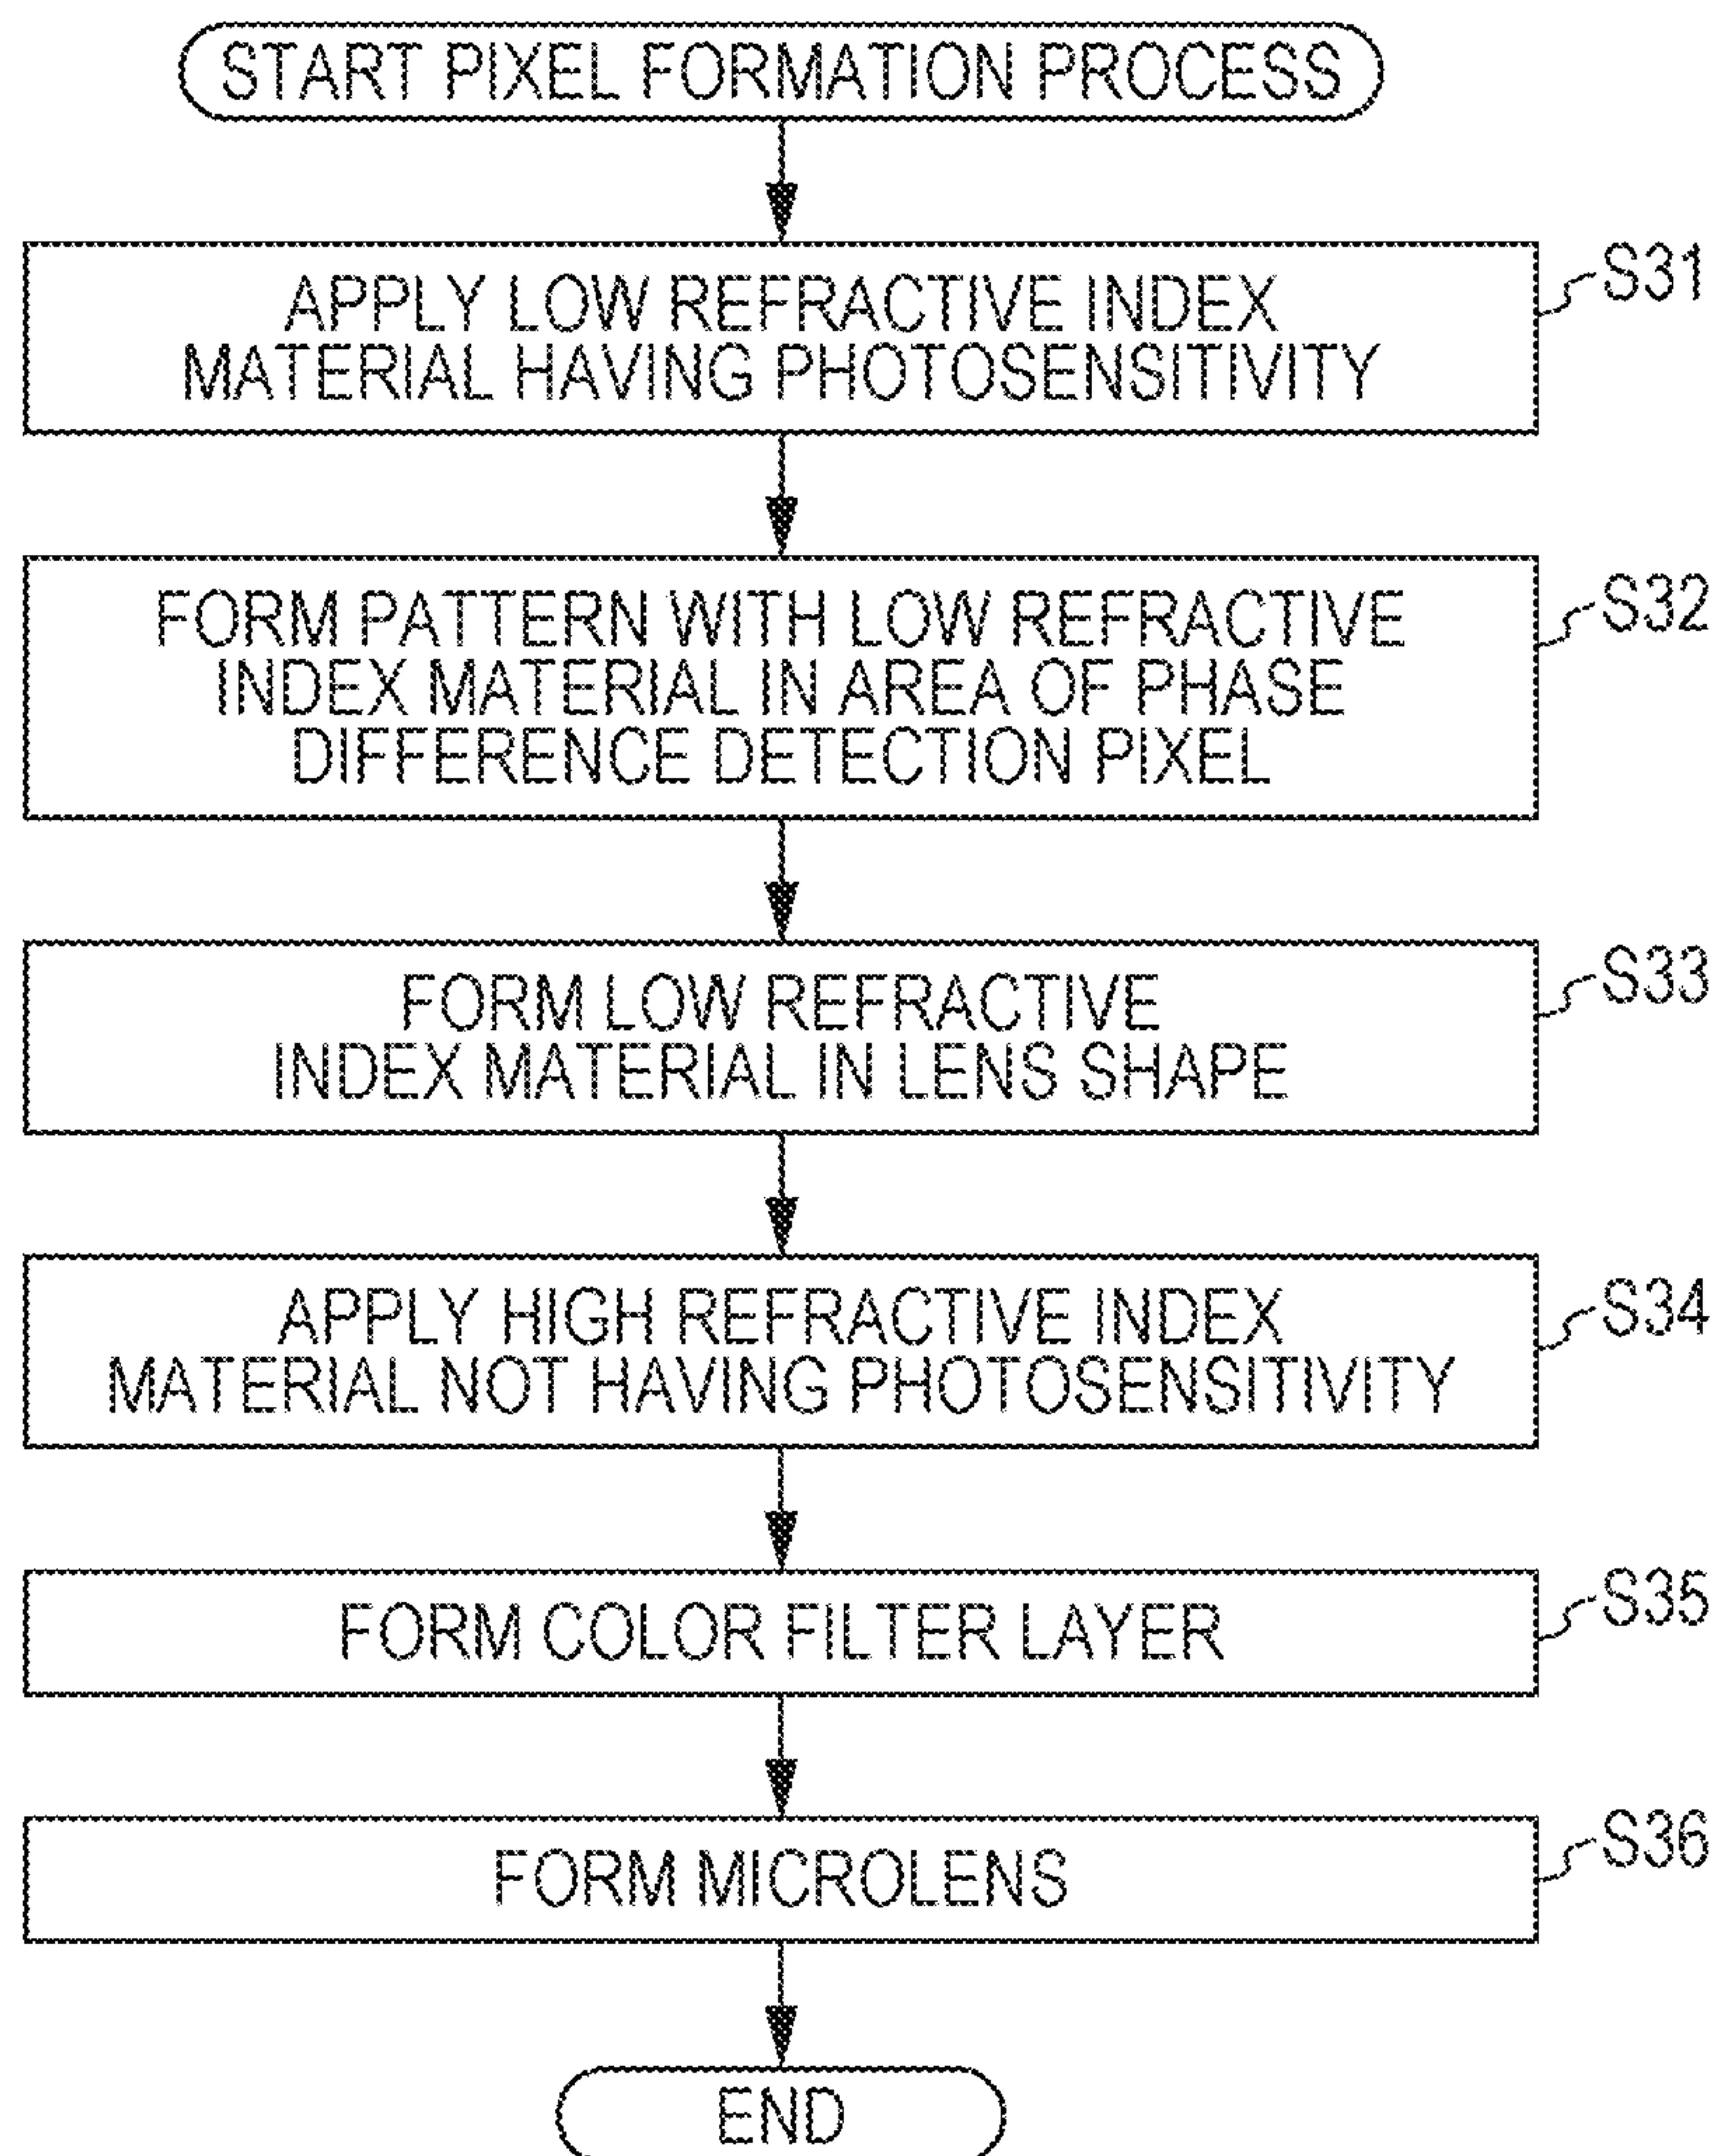 START PIXEL FORMATION PROCESS
APPLY LOW REFRACTIVE INDEX
MATERIAL HAVING PHOTOSENSITIVITY
S31
FORM PATTERN WITH LOW REFRACTIVE
INDEX MATERIAL IN AREA OF PHASE
DIFFERENCE DETECTION PIXEL
S32
FORM LOW REFRACTIVE
INDEX MATERIAL IN LENS SHAPE
S33
APPLY HIGH REFRACTIVE INDEX
MATERIAL NOT HAVING PHOTOSENSITIVITY
S34
FORM COLOR FILTER LAYER
S35
FORM MICROLENS
S36
END